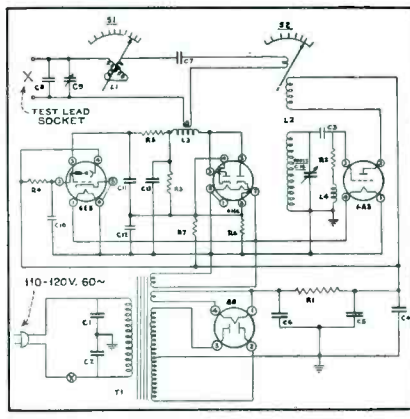 S1
S2
C7
X
C8
C9
L1
TEST LEAD
SOCKET
L2
C3
R5
L3
R4
6E5
C11
C13
R3
R2
L4
6A3
C10
C12
R7
R6
110-120V. 60~
80
R1
C1
C2
C6
C5
C4
T1